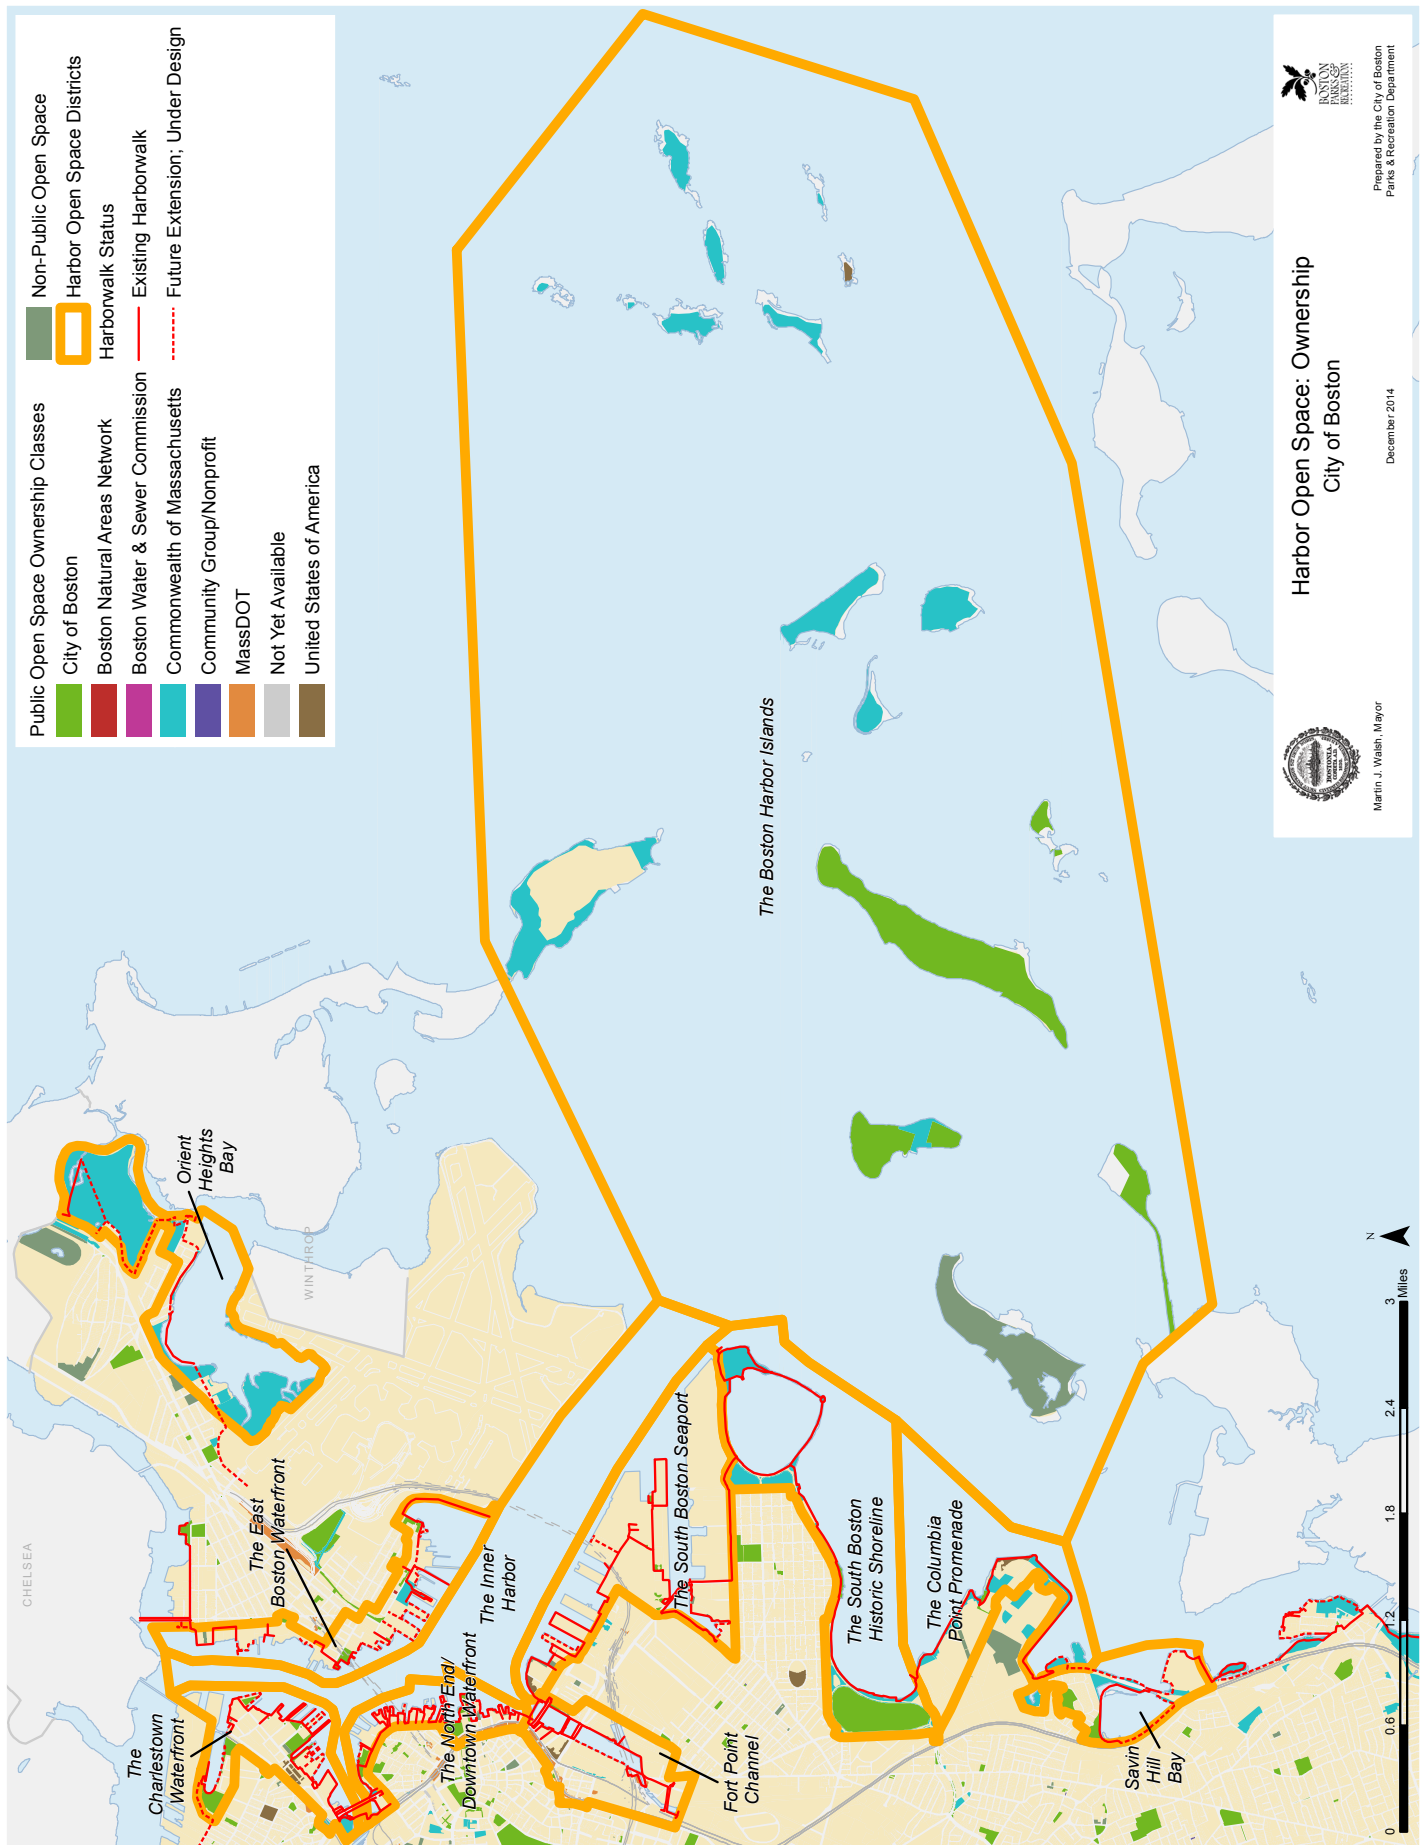 Public Open Space Ownership Classes
City of Boston
Boston Natural Areas Network
Boston Water & Sewer Commission
Commonwealth of Massachusetts
Community Group/Nonprofit
MassDOT
Not Yet Available
United States of America
Non-Public Open Space
Harbor Open Space Districts
Harborwalk Status
Existing Harborwalk
Future Extension; Under Design
CHELSEA
WINTHROP
Orient
Heights
Bay
The East
Boston Waterfront
The Inner
Harbor
The
Charlestown
Waterfront
The North End/
Downtown Waterfront
Fort Point
Channel
The South Boston Seaport
The South Boston
Historic Shoreline
The Columbia
Point Promenade
Savin
Hill
Bay
The Boston Harbor Islands
N
0 0.6 1.2 1.8 2.4 3
Miles
Harbor Open Space: Ownership
City of Boston
Martin J. Walsh, Mayor
December 2014
BOSTON
PARKS &
RECREATION
Prepared by the City of Boston
Parks & Recreation Department